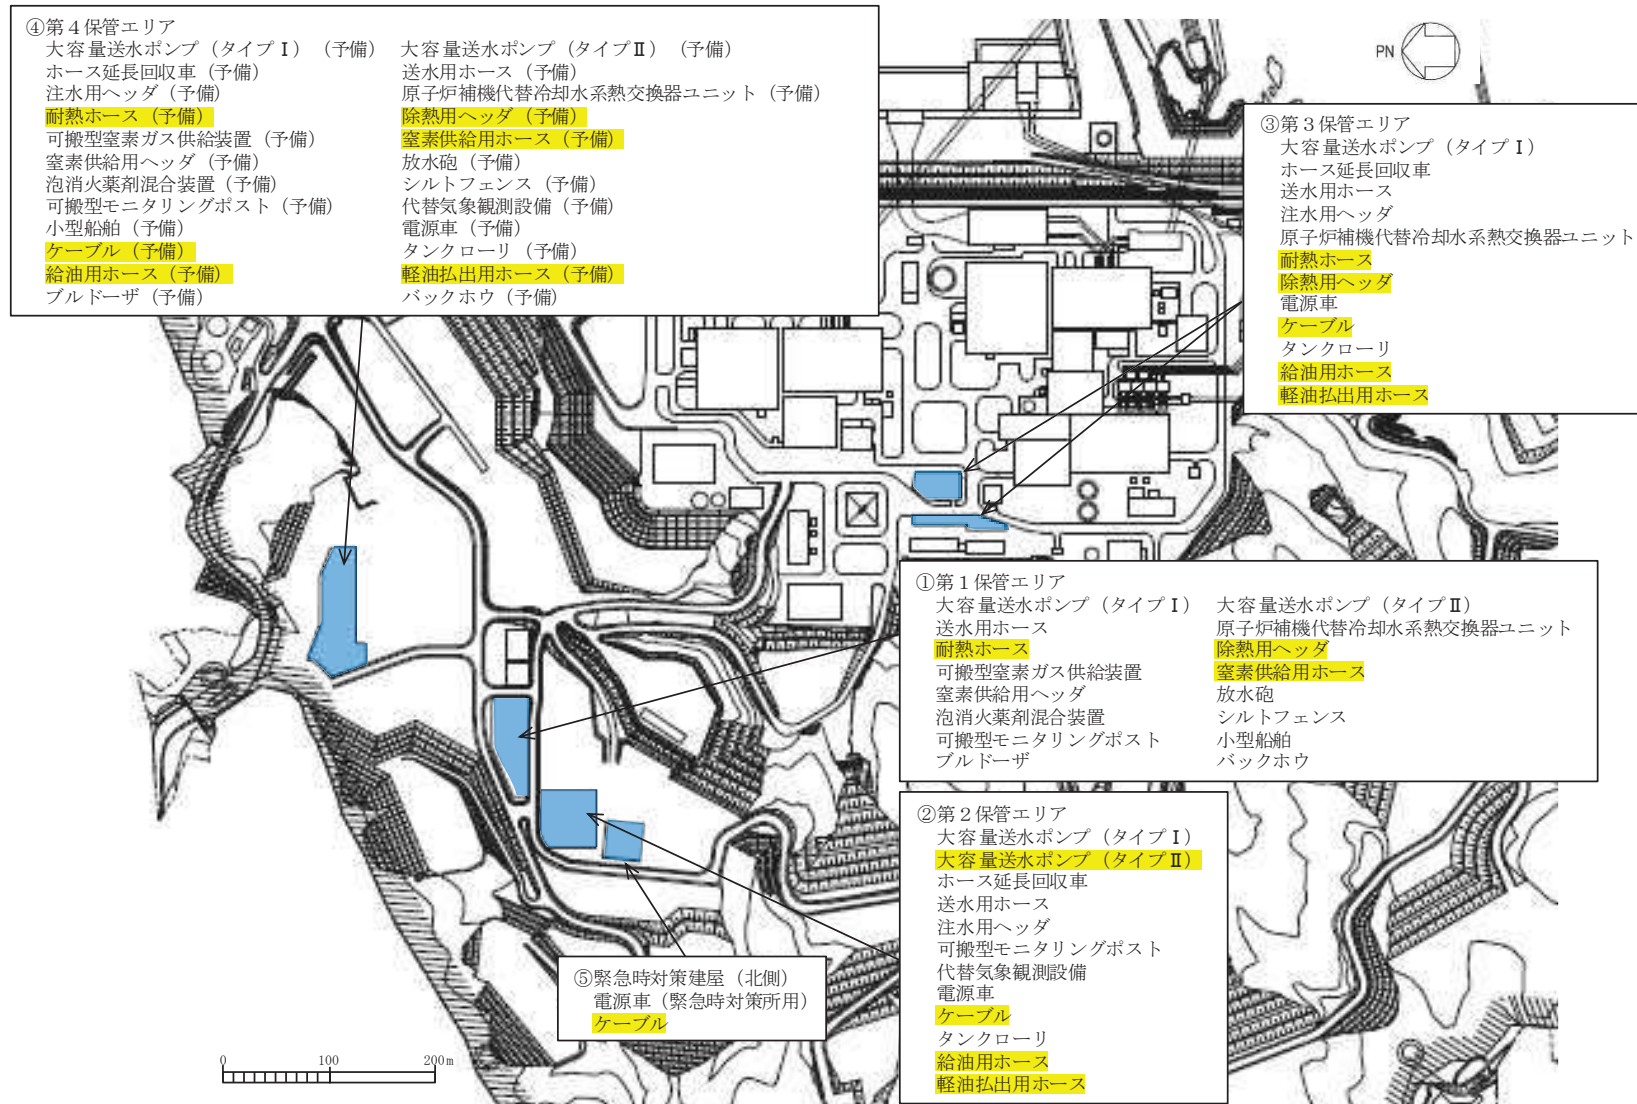 ④第4保管エリア
大容量送水ポンプ（タイプⅠ）（予備）　大容量送水ポンプ（タイプⅡ）（予備）
ホース延長回収車（予備）　送水用ホース（予備）
注水用ヘッダ（予備）　原子炉補機代替冷却水系熱交換器ユニット（予備）
耐熱ホース（予備）　除熱用ヘッダ（予備）
可搬型窒素ガス供給装置（予備）　窒素供給用ホース（予備）
窒素供給用ヘッダ（予備）　放水砲（予備）
泡消火薬剤混合装置（予備）　シルトフェンス（予備）
可搬型モニタリングポスト（予備）　代替気象観測設備（予備）
小型船舶（予備）　電源車（予備）
ケーブル（予備）　タンクローリ（予備）
給油用ホース（予備）　軽油払出用ホース（予備）
ブルドーザ（予備）　バックホウ（予備）
PN
③第3保管エリア
大容量送水ポンプ（タイプⅠ）
ホース延長回収車
送水用ホース
注水用ヘッダ
原子炉補機代替冷却水系熱交換器ユニット
耐熱ホース
除熱用ヘッダ
電源車
ケーブル
タンクローリ
給油用ホース
軽油払出用ホース
①第1保管エリア
大容量送水ポンプ（タイプⅠ）　大容量送水ポンプ（タイプⅡ）
送水用ホース　原子炉補機代替冷却水系熱交換器ユニット
耐熱ホース　除熱用ヘッダ
可搬型窒素ガス供給装置　窒素供給用ホース
窒素供給用ヘッダ　放水砲
泡消火薬剤混合装置　シルトフェンス
可搬型モニタリングポスト　小型船舶
ブルドーザ　バックホウ
②第2保管エリア
大容量送水ポンプ（タイプⅠ）
大容量送水ポンプ（タイプⅡ）
ホース延長回収車
送水用ホース
注水用ヘッダ
可搬型モニタリングポスト
代替気象観測設備
電源車
ケーブル
タンクローリ
給油用ホース
軽油払出用ホース
⑤緊急時対策建屋（北側）
電源車（緊急時対策所用）
ケーブル
0　100　200m